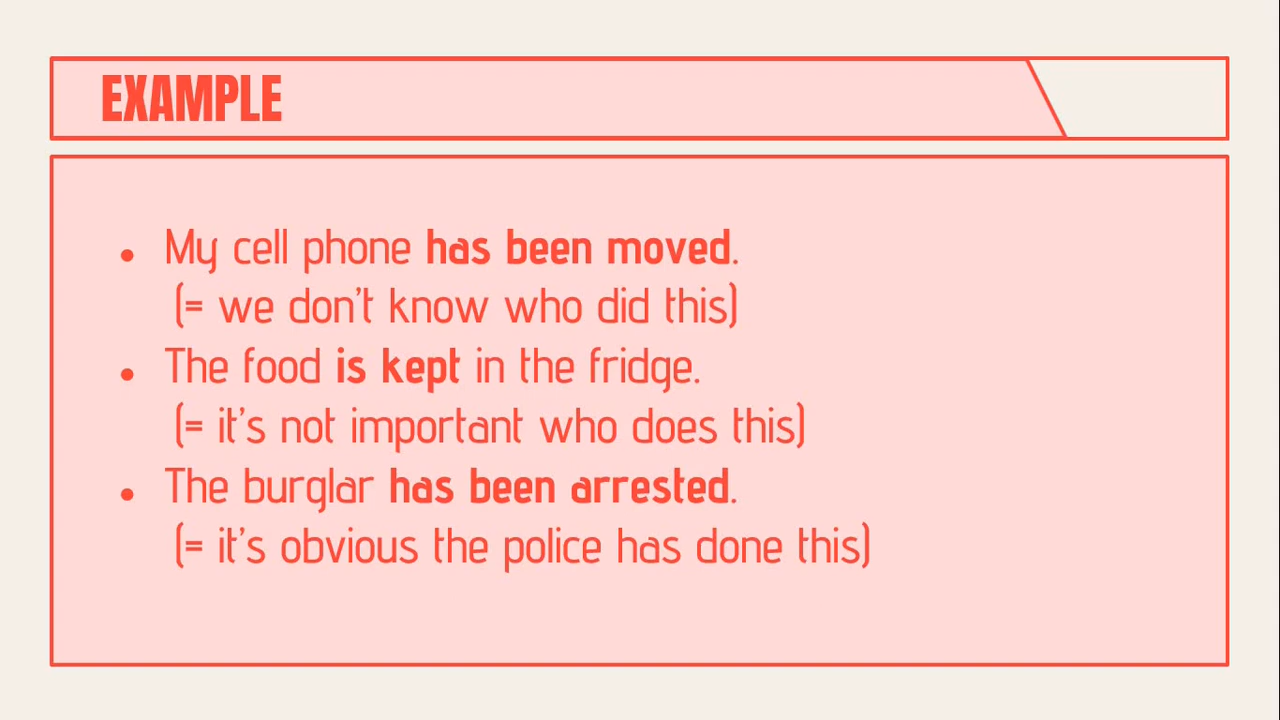 EXAMPLE
• My cell phone has been moved.
(= we don't know who did this)
• The food is kept in the fridge.
(= it's not important who does this)
• The burglar has been arrested.
(= it's obvious the police has done this)